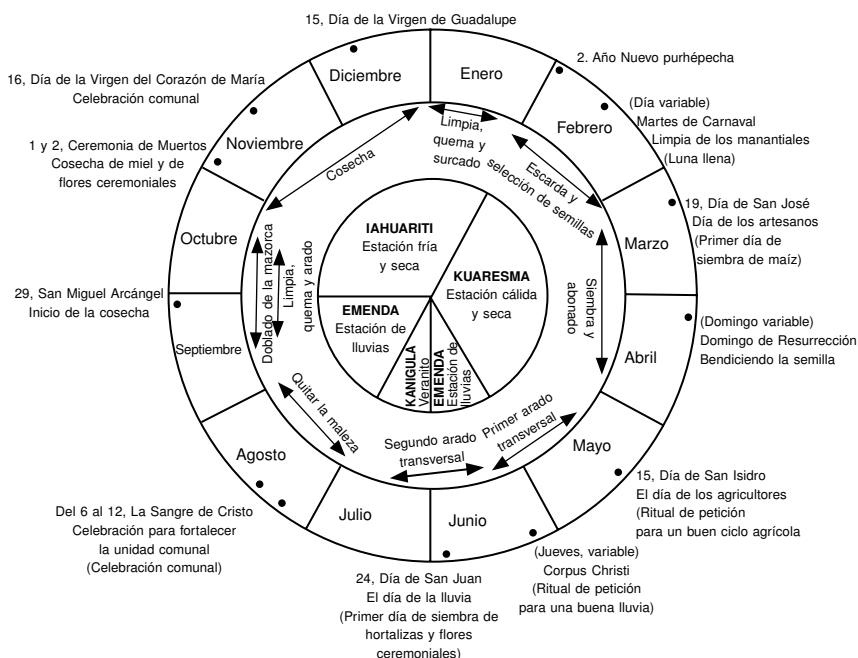 15, Día de la Virgen de Guadalupe
2. Año Nuevo purhépecha
16, Día de la Virgen del Corazón de María
Celebración comunal
(Día variable)
Martes de Carnaval
Limpia de los manantiales
(Luna llena)
1 y 2, Ceremonia de Muertos
Cosecha de miel y de
flores ceremoniales
19, Día de San José
Día de los artesanos
(Primer día de
siembra de maíz)
29, San Miguel Arcángel
Inicio de la cosecha
(Domingo variable)
Domingo de Resurrección
Bendiciendo la semilla
Del 6 al 12, La Sangre de Cristo
Celebración para fortalecer
la unidad comunal
(Celebración comunal)
15, Día de San Isidro
El día de los agricultores
(Ritual de petición
para un buen ciclo agrícola
24, Día de San Juan
El día de la lluvia
(Primer día de siembra de
hortalizas y flores
ceremoniales)
(Jueves, variable)
Corpus Christi
(Ritual de petición
para una buena lluvia)
Enero
Febrero
Marzo
Abril
Mayo
Junio
Julio
Agosto
Septiembre
Octubre
Noviembre
Diciembre
Limpia,
quema y
surcado
Escarda y
selección de semillas
Siembra y
abonado
Primer arado
transversal
Segundo arado
transversal
Quitar la maleza
Doblado de la mazorca
Limpia,
quema y arado
Cosecha
IAHUARITI
Estación fría
y seca
KUARESMA
Estación cálida
y seca
EMENDA
Estación de
lluvias
KANIGULA
Veranito
EMENDA
Estación de
lluvias